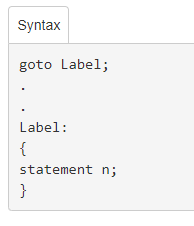 Syntax
goto Label;
.
.
Label:
{
statement n;
}